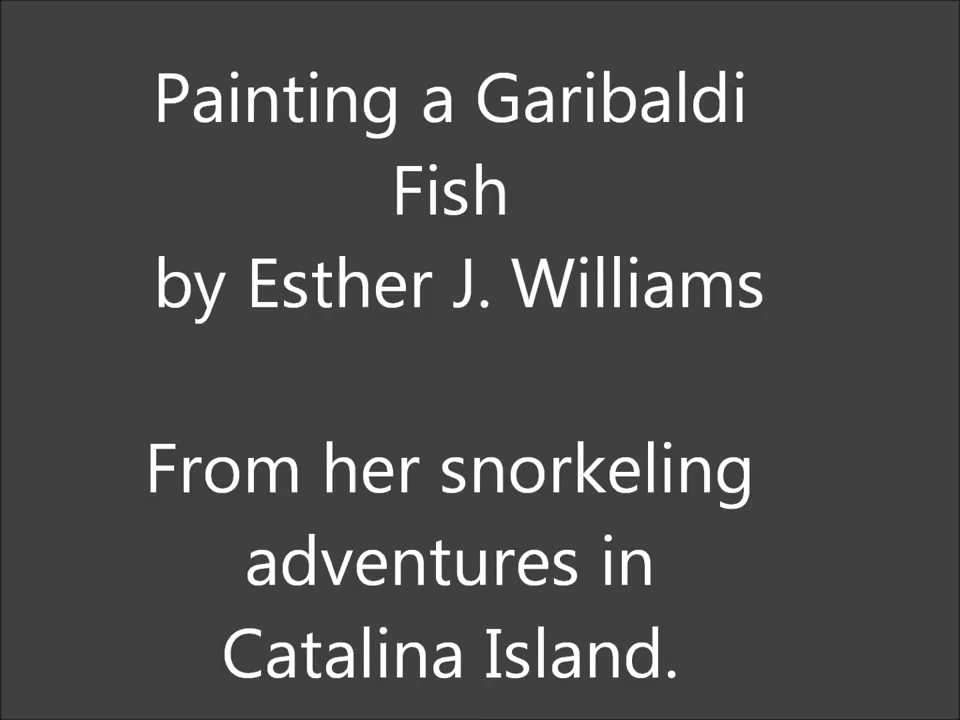 Painting a Garibaldi
Fish
by Esther J. Williams
From her snorkeling
adventures in
Catalina Island.